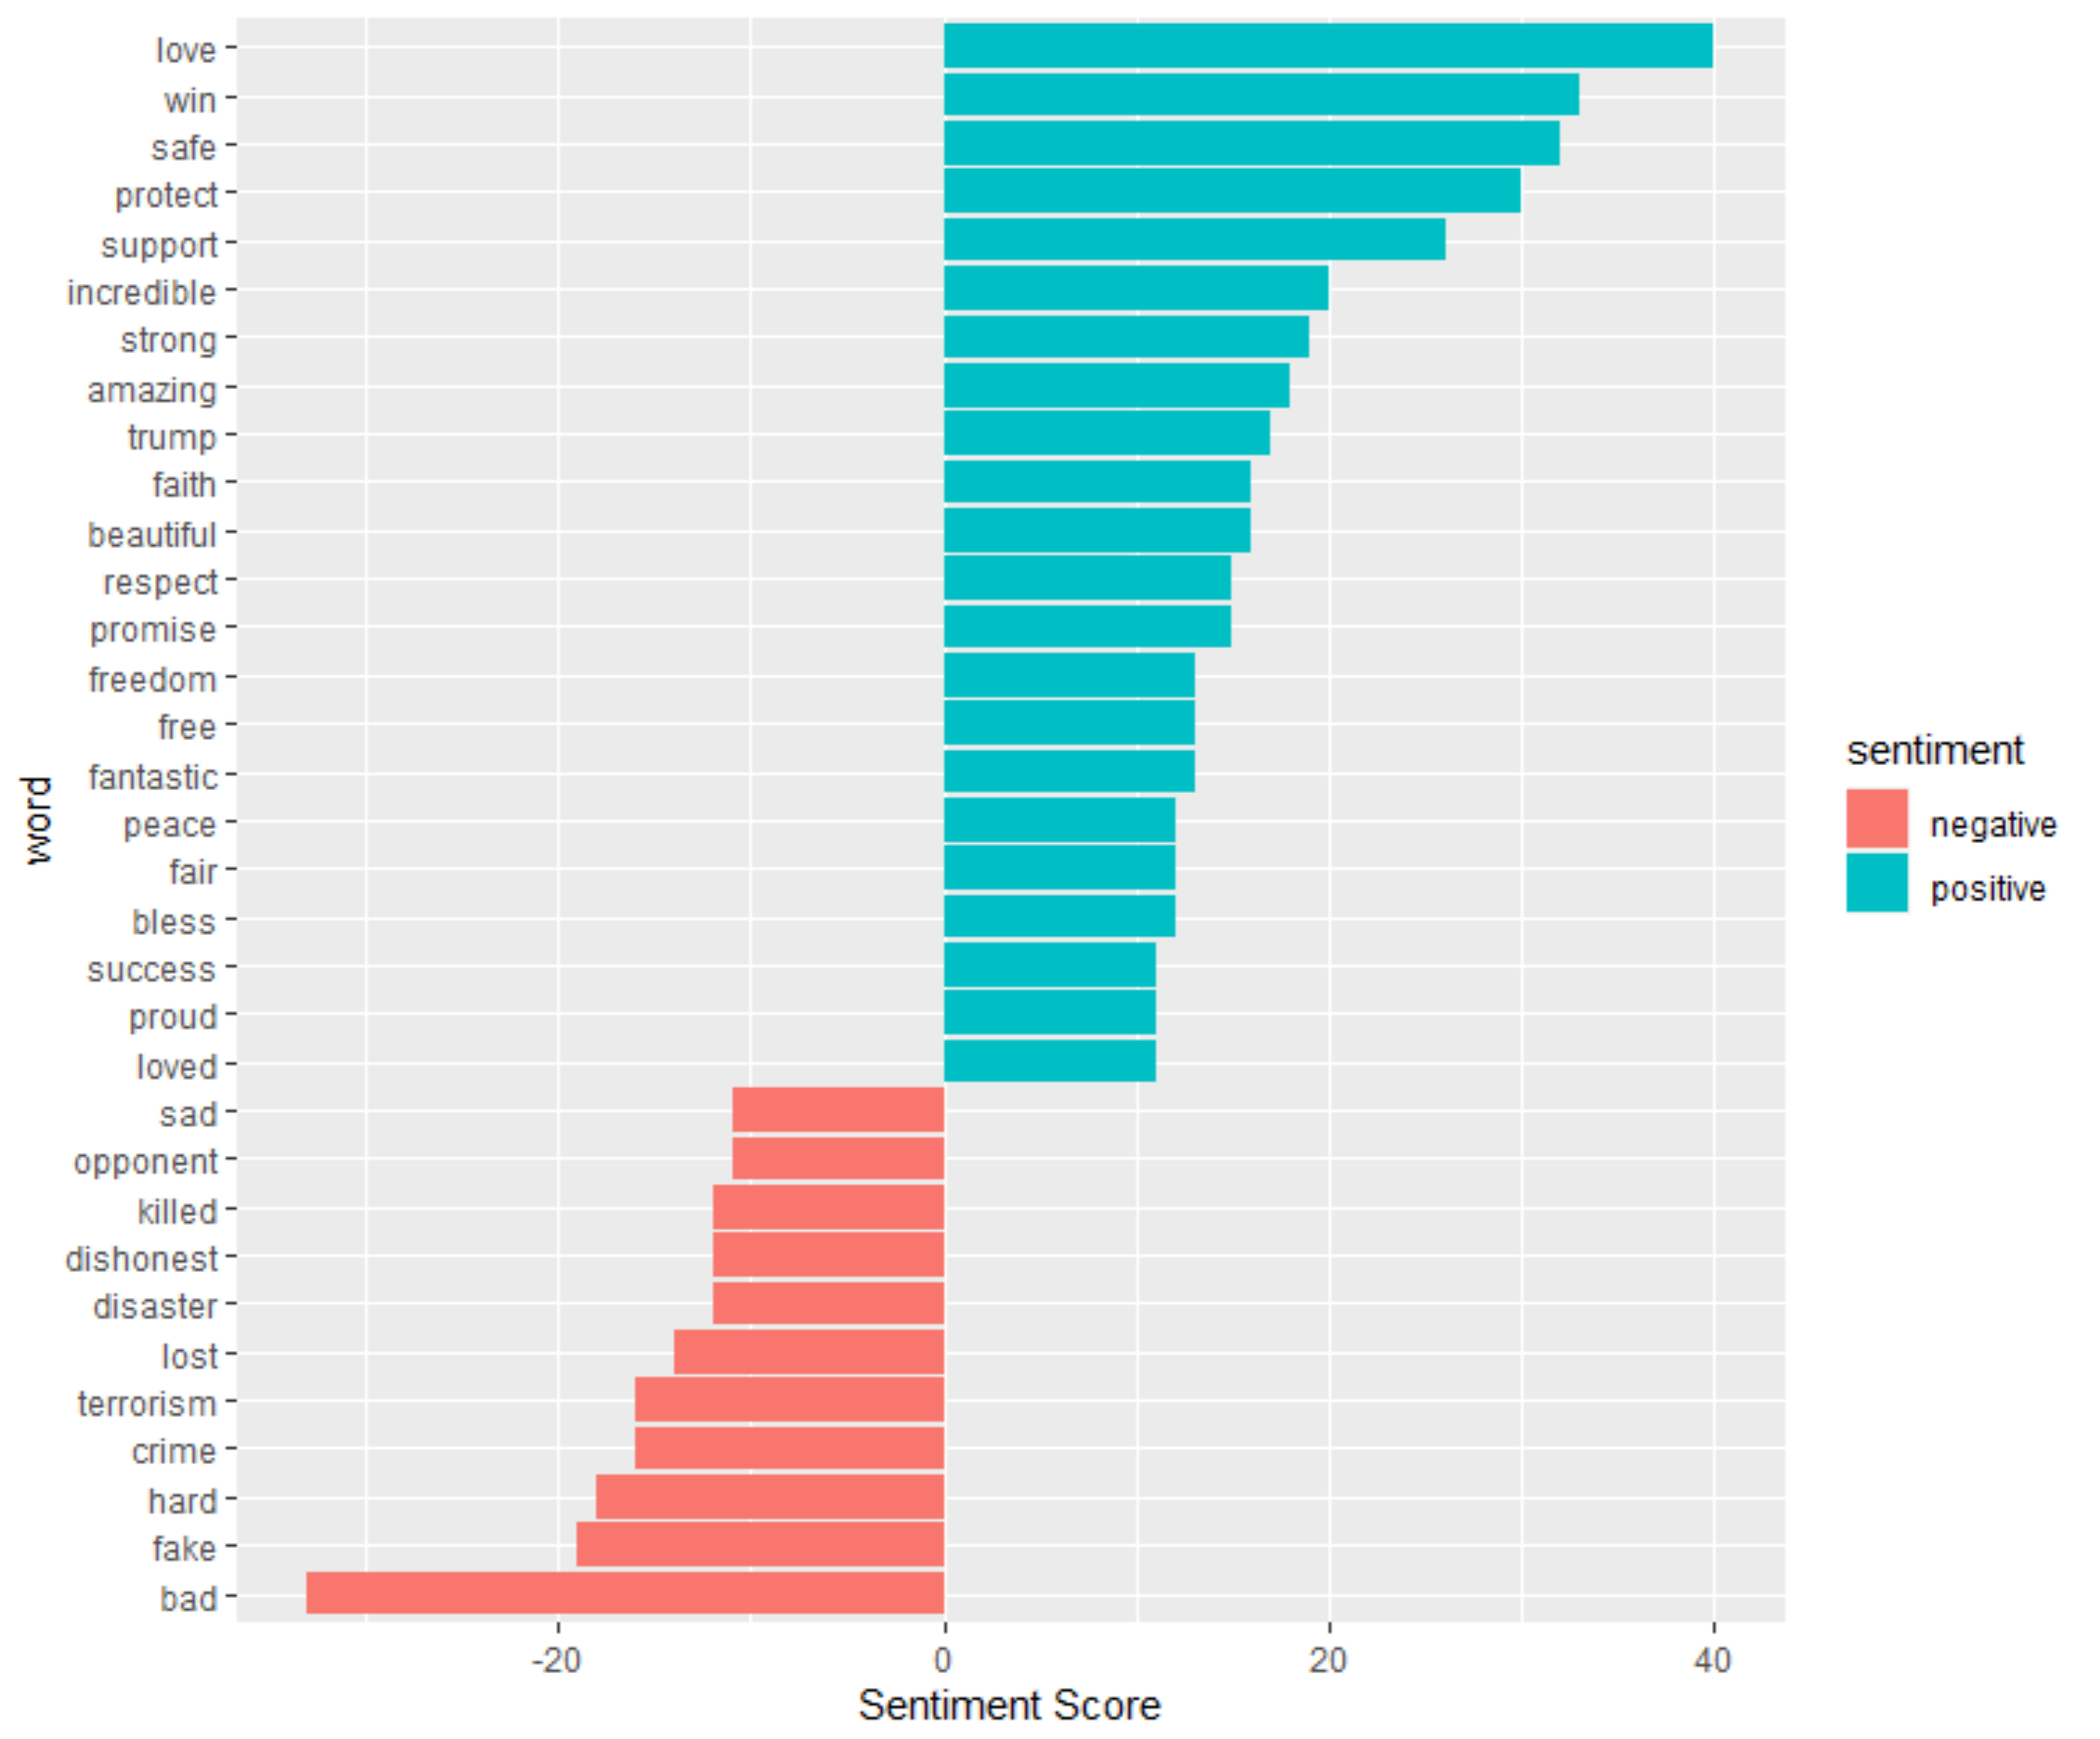 love
win
safe
protect
support
incredible
strong
amazing
trump
faith
beautiful
respect
promise
freedom
free
fantastic
peace
fair
bless
success
proud
loved
sad
opponent
killed
dishonest
disaster
lost
terrorism
crime
hard
fake
bad
word
-20
0
20
40
Sentiment Score
sentiment
negative
positive